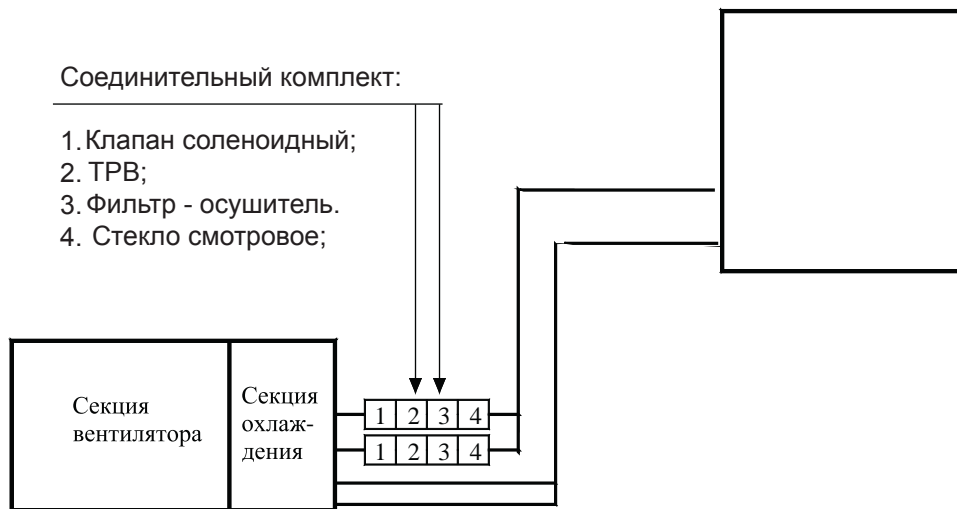 Соединительный комплект:
1. Клапан соленоидный;
2. ТРВ;
3. Фильтр - осушитель.
4. Стекло смотровое;
Секция
вентилятора
Секция
охлаж-
дения
1 2 3 4
1 2 3 4